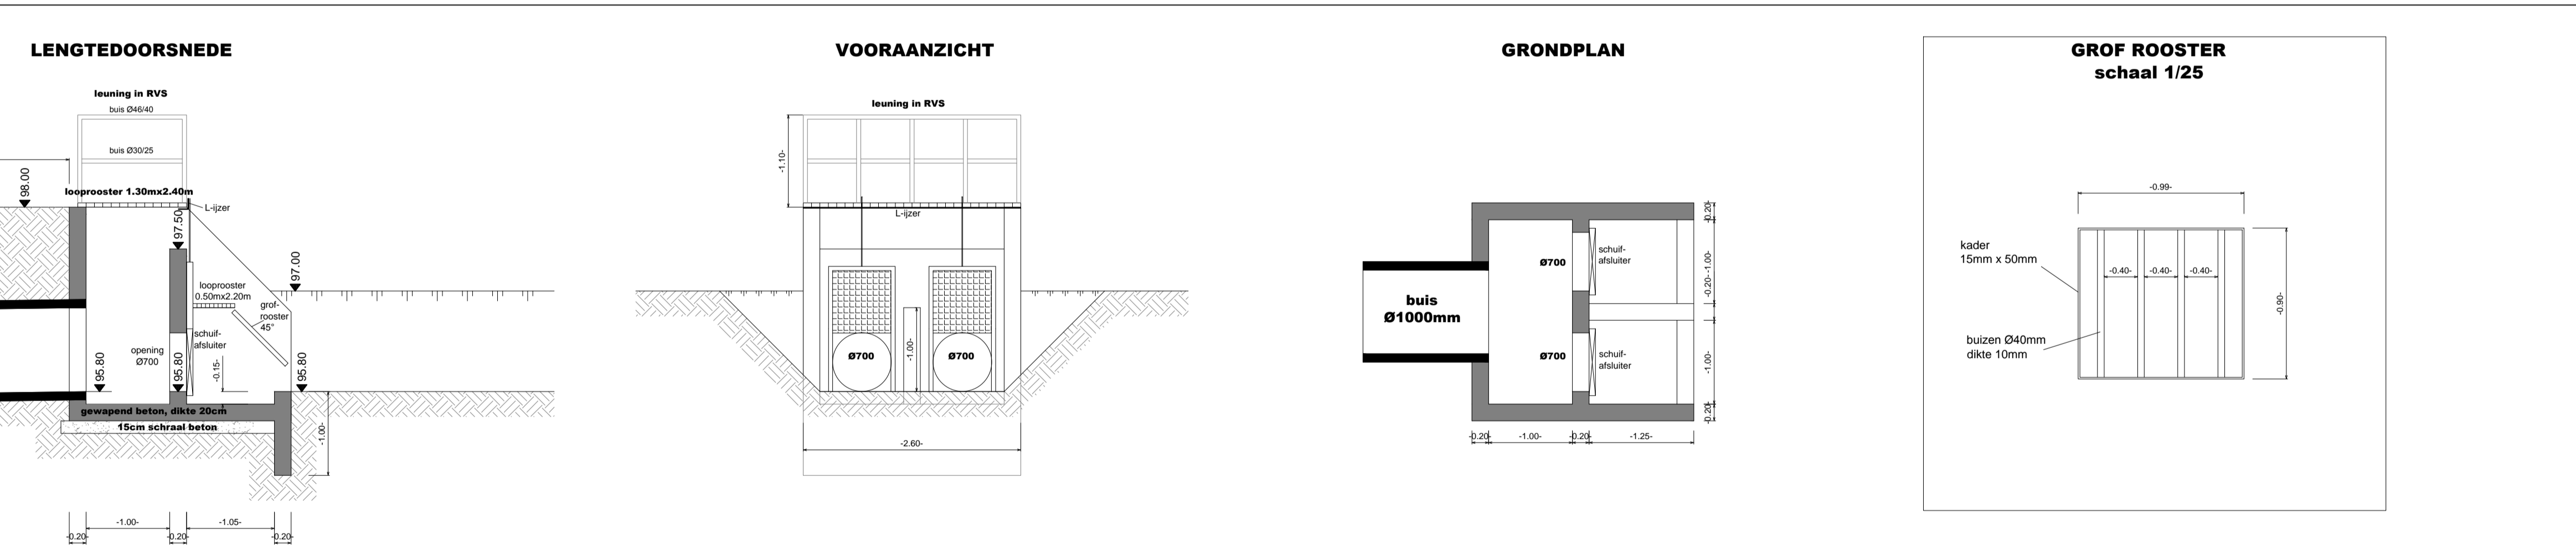 LENGTEDOORSNEDE
leuning in RVS
buis Ø46/40
buis Ø30/25
98.00
looprooster 1.30mx2.40m
L-ijzer
97.50
97.00
looprooster
0.50mx2.20m
grof-
rooster
45°
schuif-
afsluiter
opening
Ø700
95.80
95.80
-0.15-
95.80
gewapend beton, dikte 20cm
15cm schraal beton
-1.00-
-1.00-
-1.05-
-0.20-
-0.20-
-0.20-
VOORAANZICHT
leuning in RVS
-1.10-
L-ijzer
Ø700
Ø700
-1.00-
-2.60-
GRONDPLAN
Ø700
schuif-
afsluiter
buis
Ø1000mm
Ø700
schuif-
afsluiter
-0.20-
-1.00-
-0.20-
-1.00-
-0.20-
-0.20-
-1.00-
-0.20-
-1.25-
GROF ROOSTER
schaal 1/25
-0.99-
kader
15mm x 50mm
-0.40-
-0.40-
-0.40-
-0.90-
buizen Ø40mm
dikte 10mm